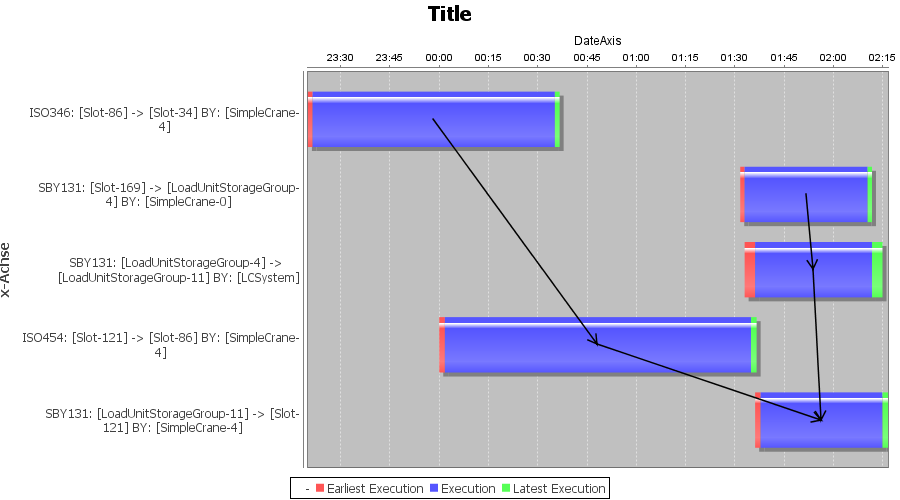 Title
DateAxis
23:30 23:45 00:00 00:15 00:30 00:45 01:00 01:15 01:30 01:45 02:00 02:15
x-Achse
ISO346: [Slot-86] -> [Slot-34] BY: [SimpleCrane-
4]
SBY131: [Slot-169] -> [LoadUnitStorageGroup-
4] BY: [SimpleCrane-0]
SBY131: [LoadUnitStorageGroup-4] ->
[LoadUnitStorageGroup-11] BY: [LCSystem]
ISO454: [Slot-121] -> [Slot-86] BY: [SimpleCrane-
4]
SBY131: [LoadUnitStorageGroup-11] -> [Slot-
121] BY: [SimpleCrane-4]
- Earliest Execution Execution Latest Execution